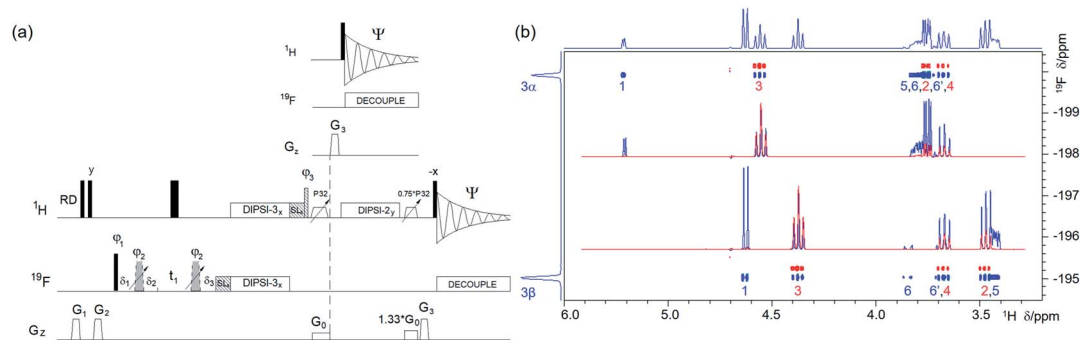 (a)
¹H
Ψ
¹⁹F
DECOUPLE
G_z
G₃
y
φ₃
-x
RD
P32
0.75*P32
Ψ
¹H
DIPSI-3ₓ
SLₓ
DIPSI-2_y
φ₁
φ₂
φ₂
¹⁹F
δ₁
δ₂
t₁
δ₃
SLₓ
DIPSI-3ₓ
DECOUPLE
G₁
G₂
G₀
1.33*G₀
G₃
G_z
(b)
3α
1
3
5,6,2,6',4
¹⁹F δ/ppm
-199
-198
-197
-196
-195
3β
1
3
6
6',4
2,5
6.0
5.0
4.5
4.0
3.5
¹H δ/ppm